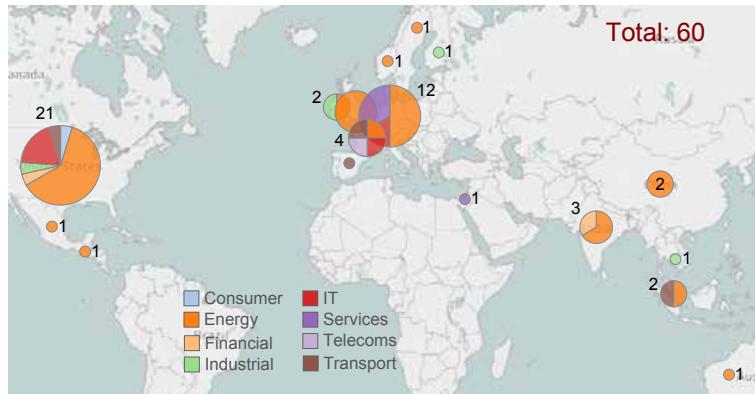 Total: 60
1
1
1
Canada
21
2
12
4
2
1
3
1
1
1
2
Consumer
IT
Energy
Services
Financial
Telecoms
Industrial
Transport
1